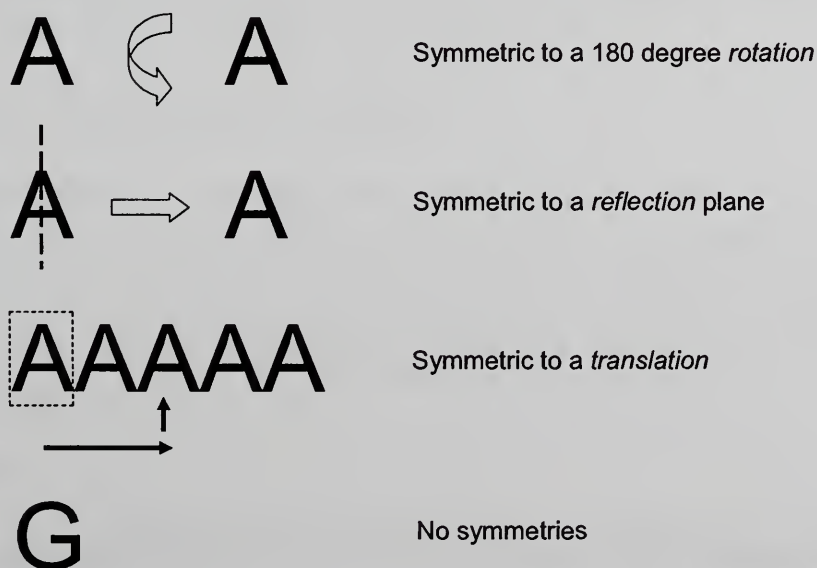 A A Symmetric to a 180 degree rotation
A A Symmetric to a reflection plane
AAAAA Symmetric to a translation
G No symmetries